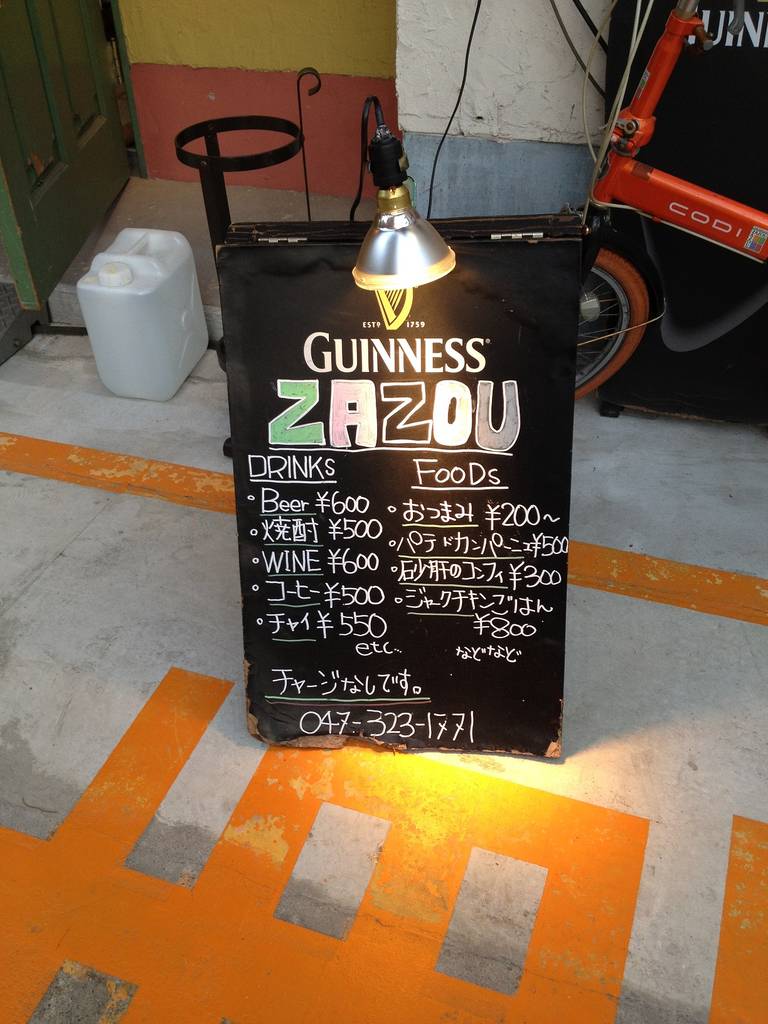 UIN
CODI
ESTD 1759
GUINNESS
ZAZOU
DRINKs
Beer ¥600
焼酎 ¥500
WINE ¥600
コーヒー ¥500
チャイ ¥550
etc...
FOODs
おつまみ ¥200~
パテドカンパーニュ ¥500
砂肝のコンフィ ¥300
ジャークチキンごはん
¥800
などなど
チャージなしです。
047-323-1771